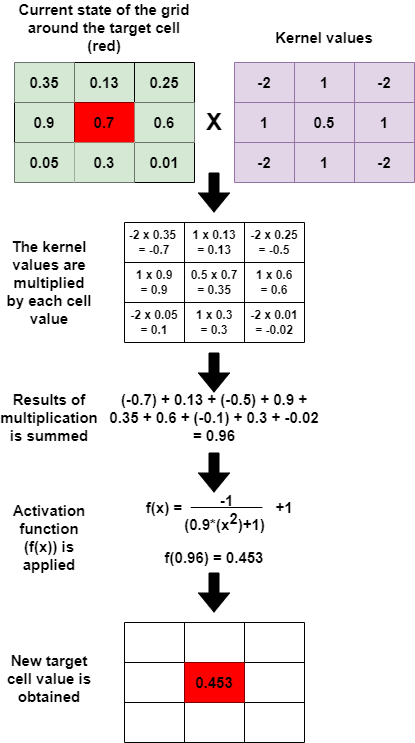 Current state of the grid
around the target cell
(red)
Kernel values
0.35 0.13 0.25
-2 1 -2
0.9 0.7 0.6
X
1 0.5 1
0.05 0.3 0.01
-2 1 -2
The kernel
values are
multiplied
by each cell
value
-2 x 0.35 1 x 0.13 -2 x 0.25
= -0.7 = 0.13 = -0.5
1 x 0.9 0.5 x 0.7 1 x 0.6
= 0.9 = 0.35 = 0.6
-2 x 0.05 1 x 0.3 -2 x 0.01
= 0.1 = 0.3 = -0.02
Results of
multiplication
is summed
(-0.7) + 0.13 + (-0.5) + 0.9 +
0.35 + 0.6 + (-0.1) + 0.3 + -0.02
= 0.96
Activation
function
(f(x)) is
applied
f(x) = -1 +1
(0.9*(x²)+1)
f(0.96) = 0.453
New target
cell value is
obtained
0.453